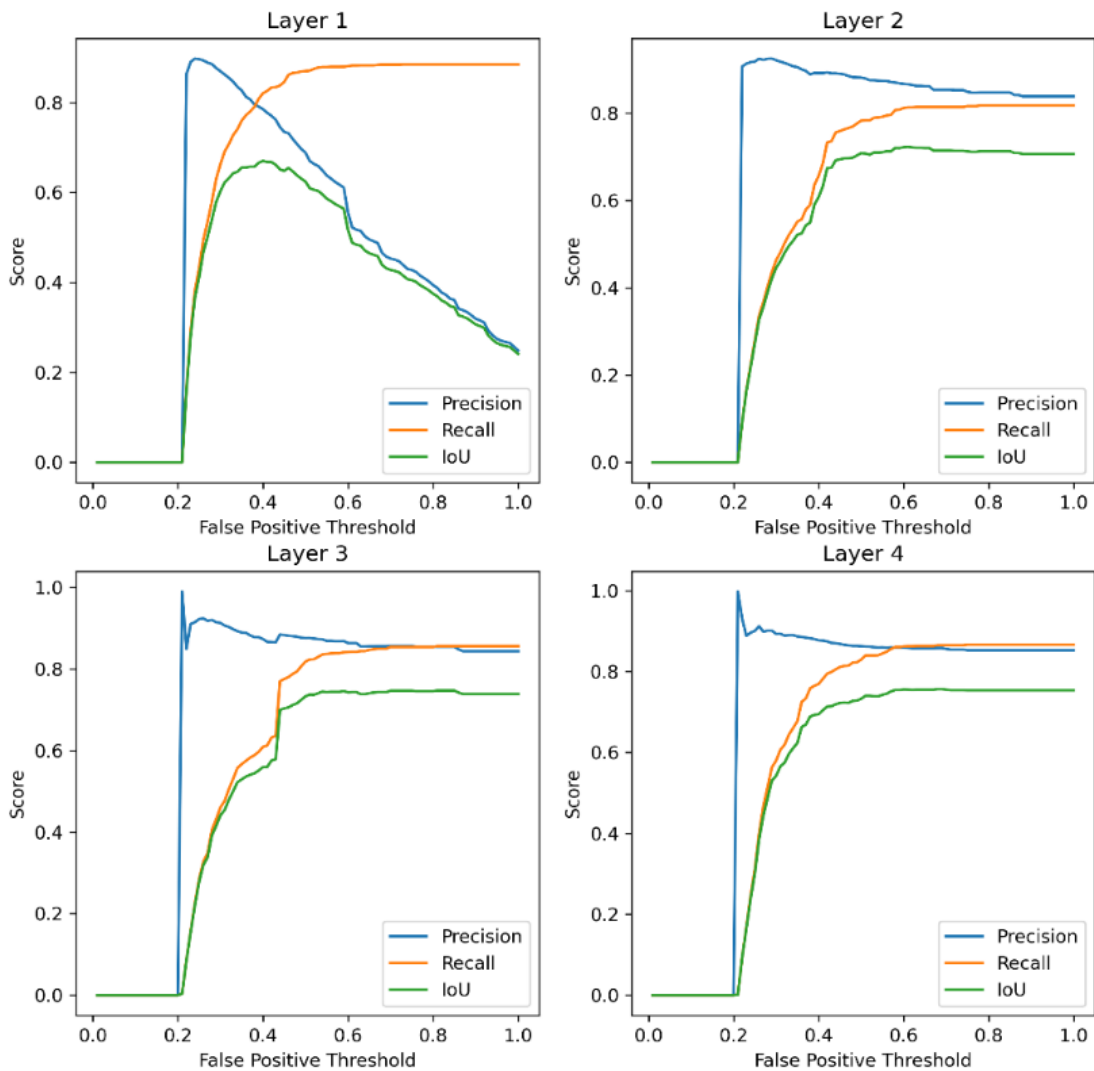 Layer 1
Score
0.8
0.6
0.4
0.2
0.0
Precision
Recall
IoU
0.0 0.2 0.4 0.6 0.8 1.0
False Positive Threshold
Layer 2
Score
0.8
0.6
0.4
0.2
0.0
Precision
Recall
IoU
0.0 0.2 0.4 0.6 0.8 1.0
False Positive Threshold
Layer 3
Score
1.0
0.8
0.6
0.4
0.2
0.0
Precision
Recall
IoU
0.0 0.2 0.4 0.6 0.8 1.0
False Positive Threshold
Layer 4
Score
1.0
0.8
0.6
0.4
0.2
0.0
Precision
Recall
IoU
0.0 0.2 0.4 0.6 0.8 1.0
False Positive Threshold